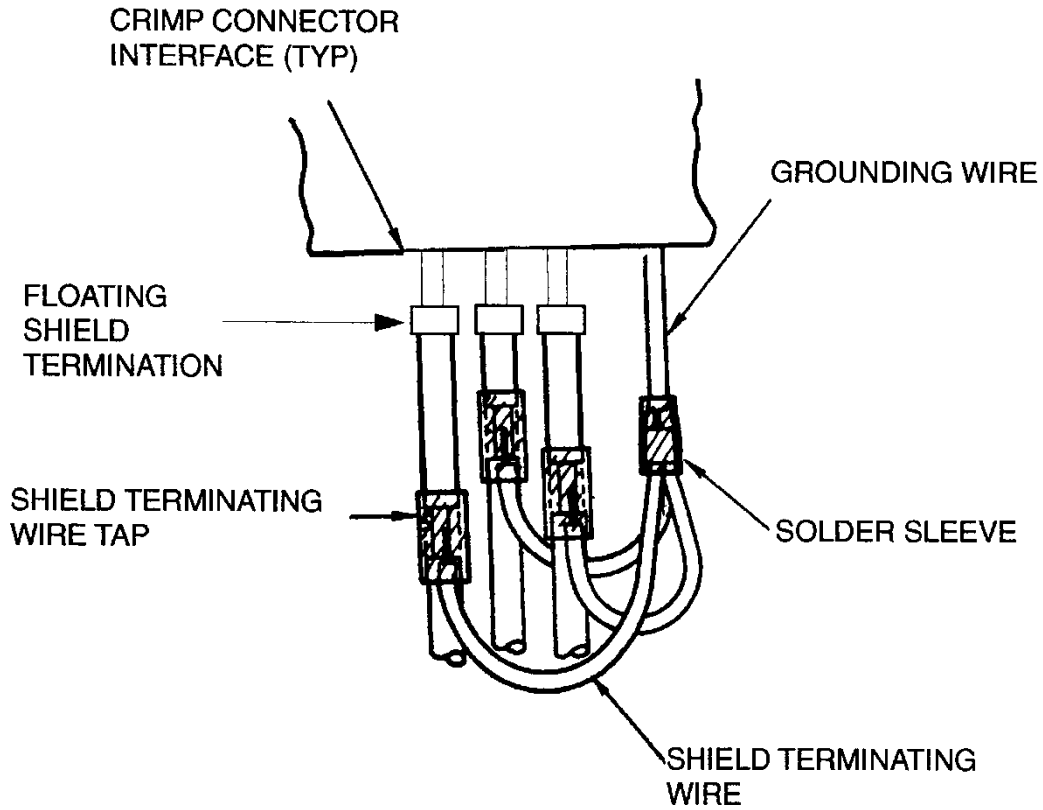 CRIMP CONNECTOR
INTERFACE (TYP)
GROUNDING WIRE
FLOATING
SHIELD
TERMINATION
SHIELD TERMINATING
WIRE TAP
SOLDER SLEEVE
SHIELD TERMINATING
WIRE